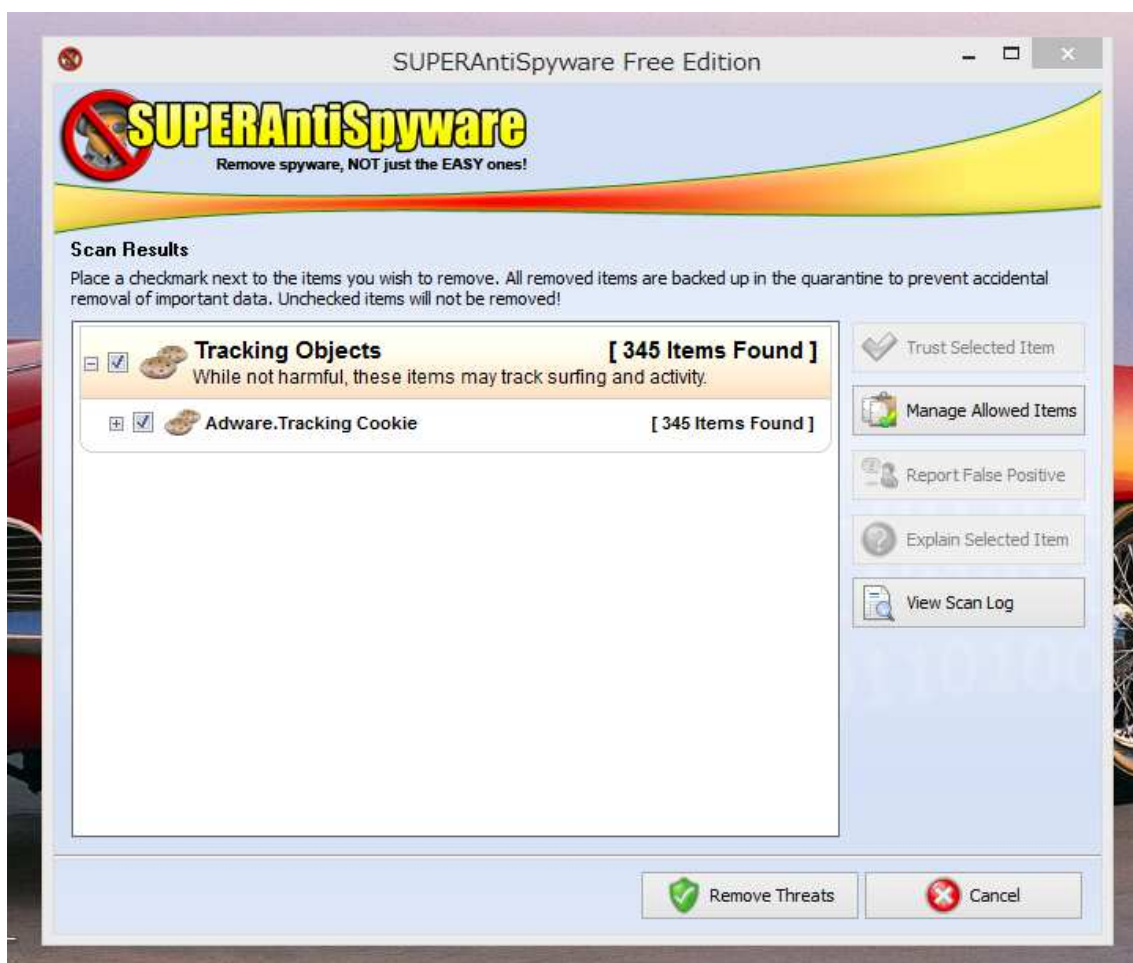 SUPERAntiSpyware Free Edition
SUPERAntiSpyware
Remove spyware, NOT just the EASY ones!
Scan Results
Place a checkmark next to the items you wish to remove. All removed items are backed up in the quarantine to prevent accidental
removal of important data. Unchecked items will not be removed!
Tracking Objects [ 345 Items Found ]
While not harmful, these items may track surfing and activity.
Adware.Tracking Cookie [ 345 Items Found ]
Trust Selected Item
Manage Allowed Items
Report False Positive
Explain Selected Item
View Scan Log
Remove Threats
Cancel